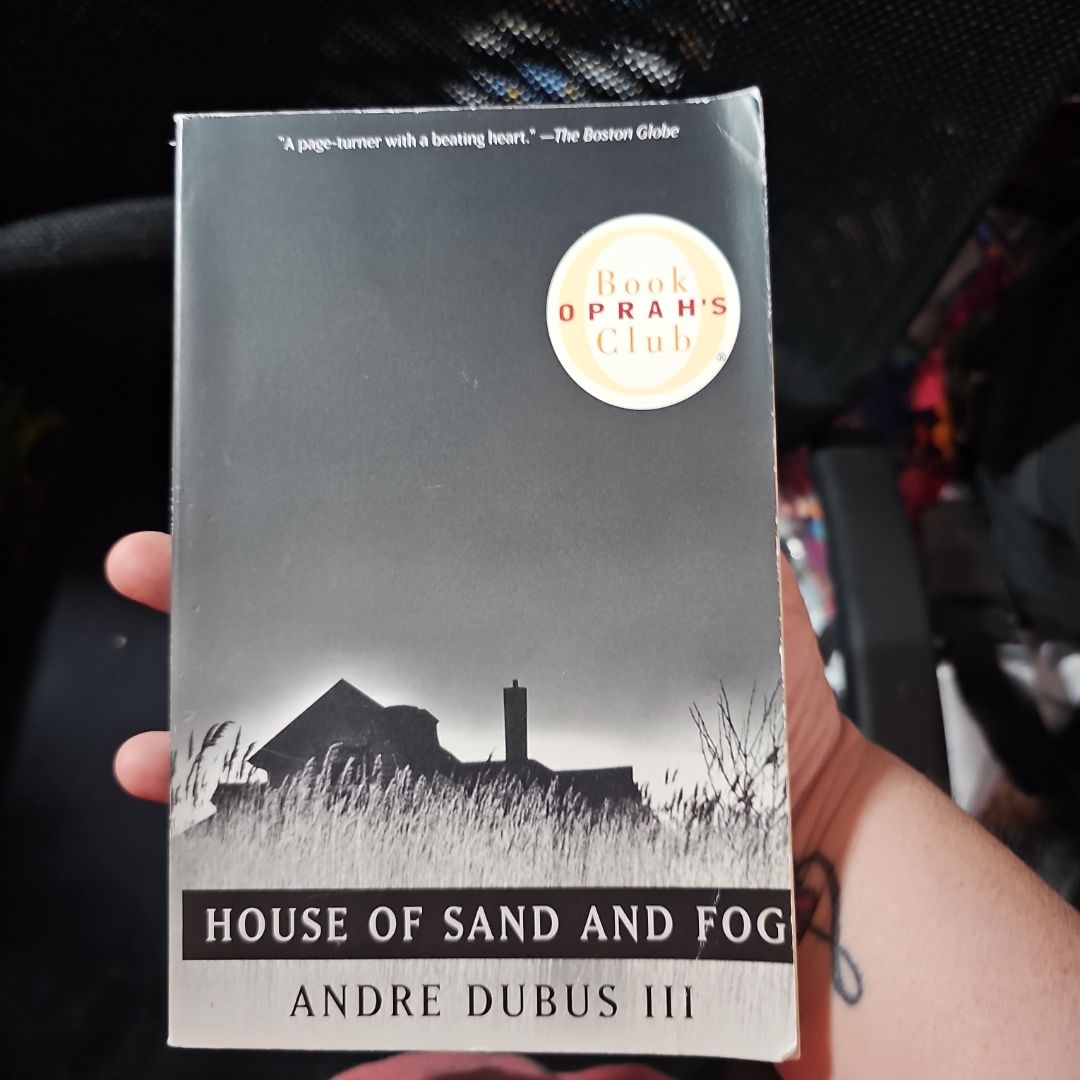 "A page-turner with a beating heart." —The Boston Globe
Book
OPRAH'S
Club
®
HOUSE OF SAND AND FOG
ANDRE DUBUS III